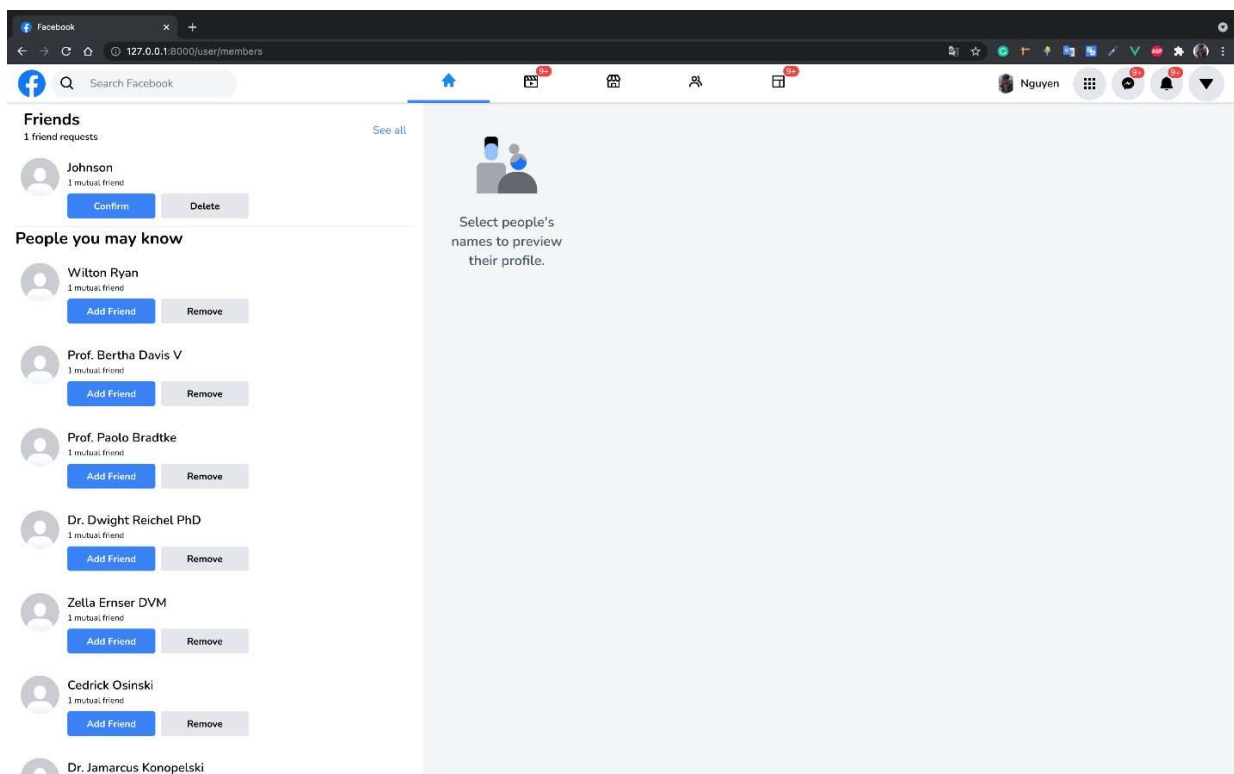 Facebook
127.0.0.1:8000/user/members
Search Facebook
9+
9+
Nguyen
9+
9+
Friends
1 friend requests
See all
Johnson
1 mutual friend
Confirm Delete
People you may know
Wilton Ryan
1 mutual friend
Add Friend Remove
Prof. Bertha Davis V
1 mutual friend
Add Friend Remove
Prof. Paolo Bradtke
1 mutual friend
Add Friend Remove
Dr. Dwight Reichel PhD
1 mutual friend
Add Friend Remove
Zella Ernser DVM
1 mutual friend
Add Friend Remove
Cedrick Osinski
1 mutual friend
Add Friend Remove
Dr. Jamarcus Konopelski
Select people's
names to preview
their profile.